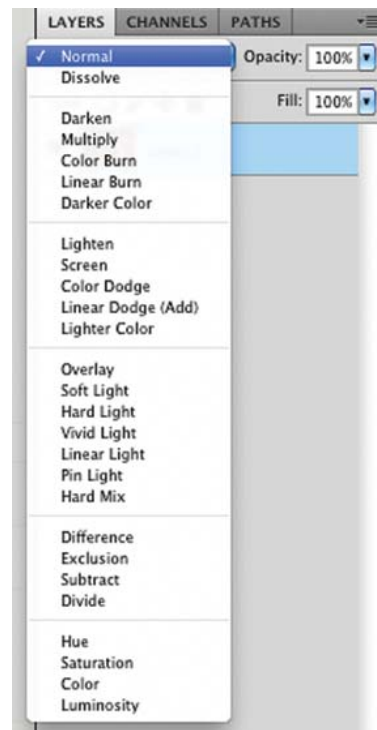 LAYERS CHANNELS PATHS
✓ Normal Opacity: 100%
Dissolve
Fill: 100%
Darken
Multiply
Color Burn
Linear Burn
Darker Color
Lighten
Screen
Color Dodge
Linear Dodge (Add)
Lighter Color
Overlay
Soft Light
Hard Light
Vivid Light
Linear Light
Pin Light
Hard Mix
Difference
Exclusion
Subtract
Divide
Hue
Saturation
Color
Luminosity